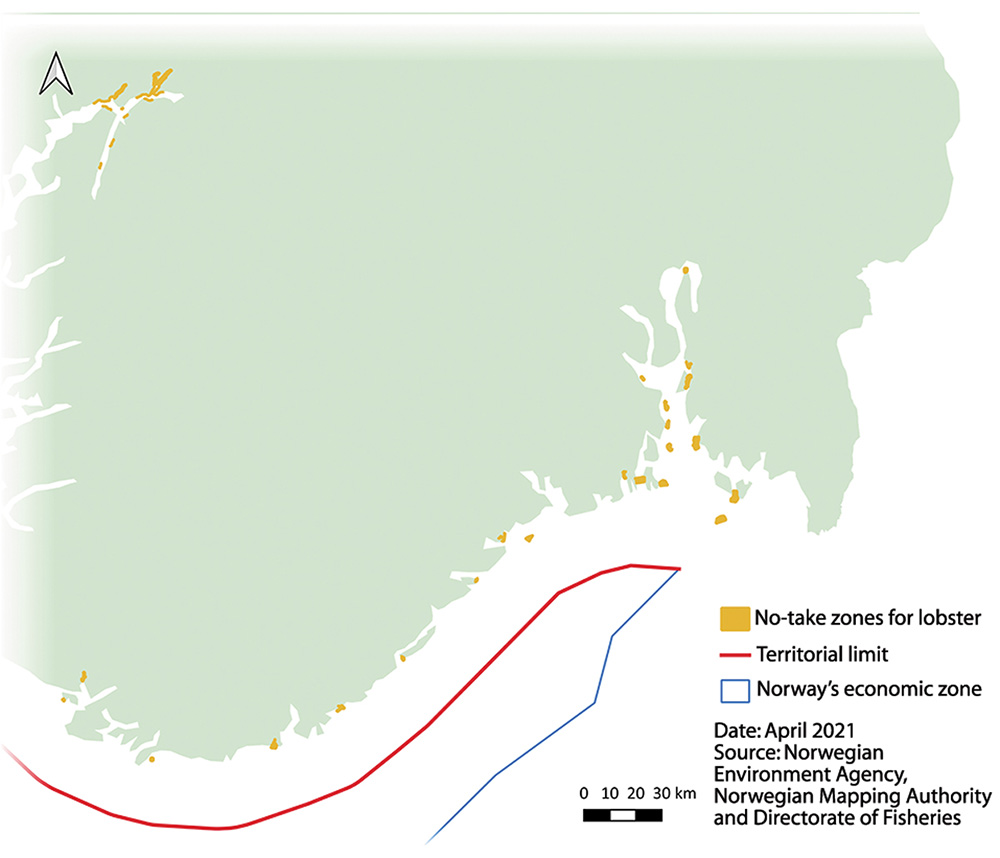 No-take zones for lobster
Territorial limit
Norway's economic zone
Date: April 2021
Source: Norwegian
Environment Agency,
Norwegian Mapping Authority
and Directorate of Fisheries
0 10 20 30 km